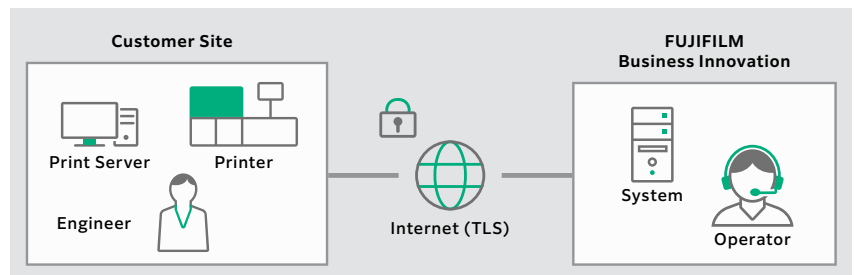 Customer Site
Print Server
Printer
Engineer
Internet (TLS)
FUJIFILM
Business Innovation
System
Operator